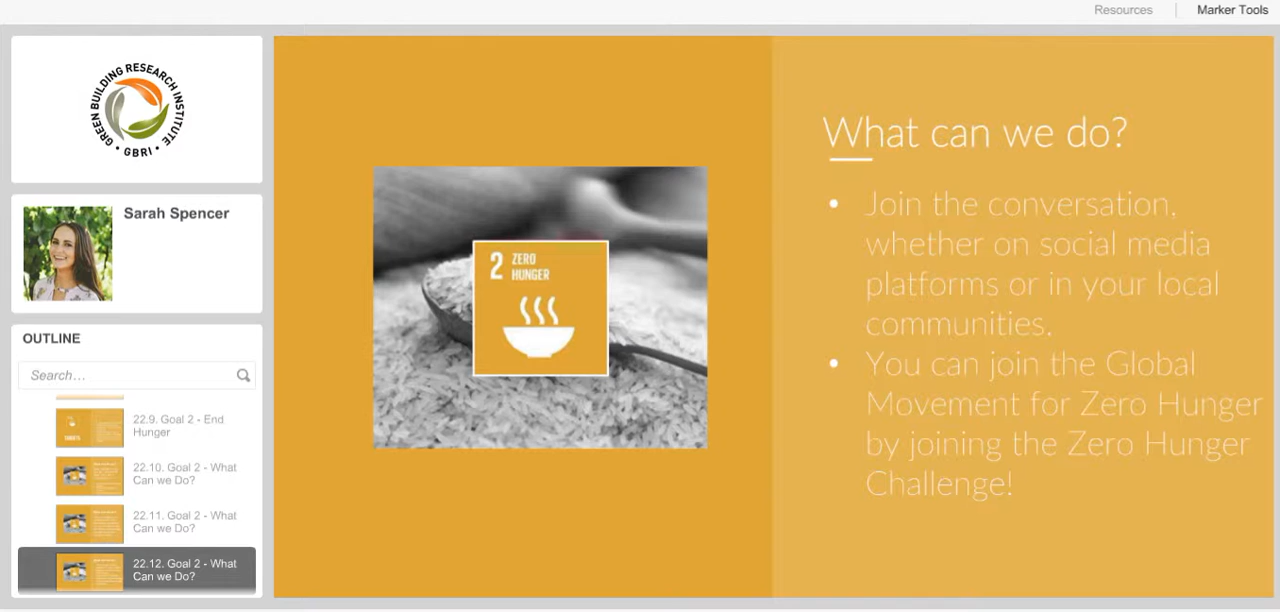 Resources
Marker Tools
GREEN BUILDING RESEARCH INSTITUTE
• GBRI •
Sarah Spencer
OUTLINE
Search...
22.9. Goal 2 - End
Hunger
22.10. Goal 2 - What
Can we Do?
22.11. Goal 2 - What
Can we Do?
22.12. Goal 2 - What
Can we Do?
2 ZERO
HUNGER
What can we do?
• Join the conversation,
whether on social media
platforms or in your local
communities.
• You can join the Global
Movement for Zero Hunger
by joining the Zero Hunger
Challenge!